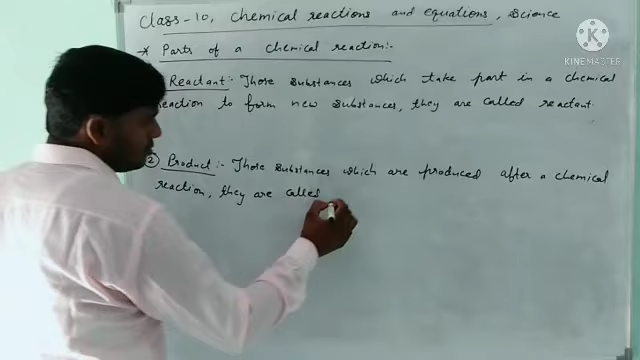 Class-10, Chemical reactions and equations, Science
* Parts of a chemical reaction:-
Reactant:- Those substances which take part in a chemical
reaction to form new substances, they are called reactant.
② Product:- Those substances which are produced after a chemical
reaction, they are called
KINEMASTER